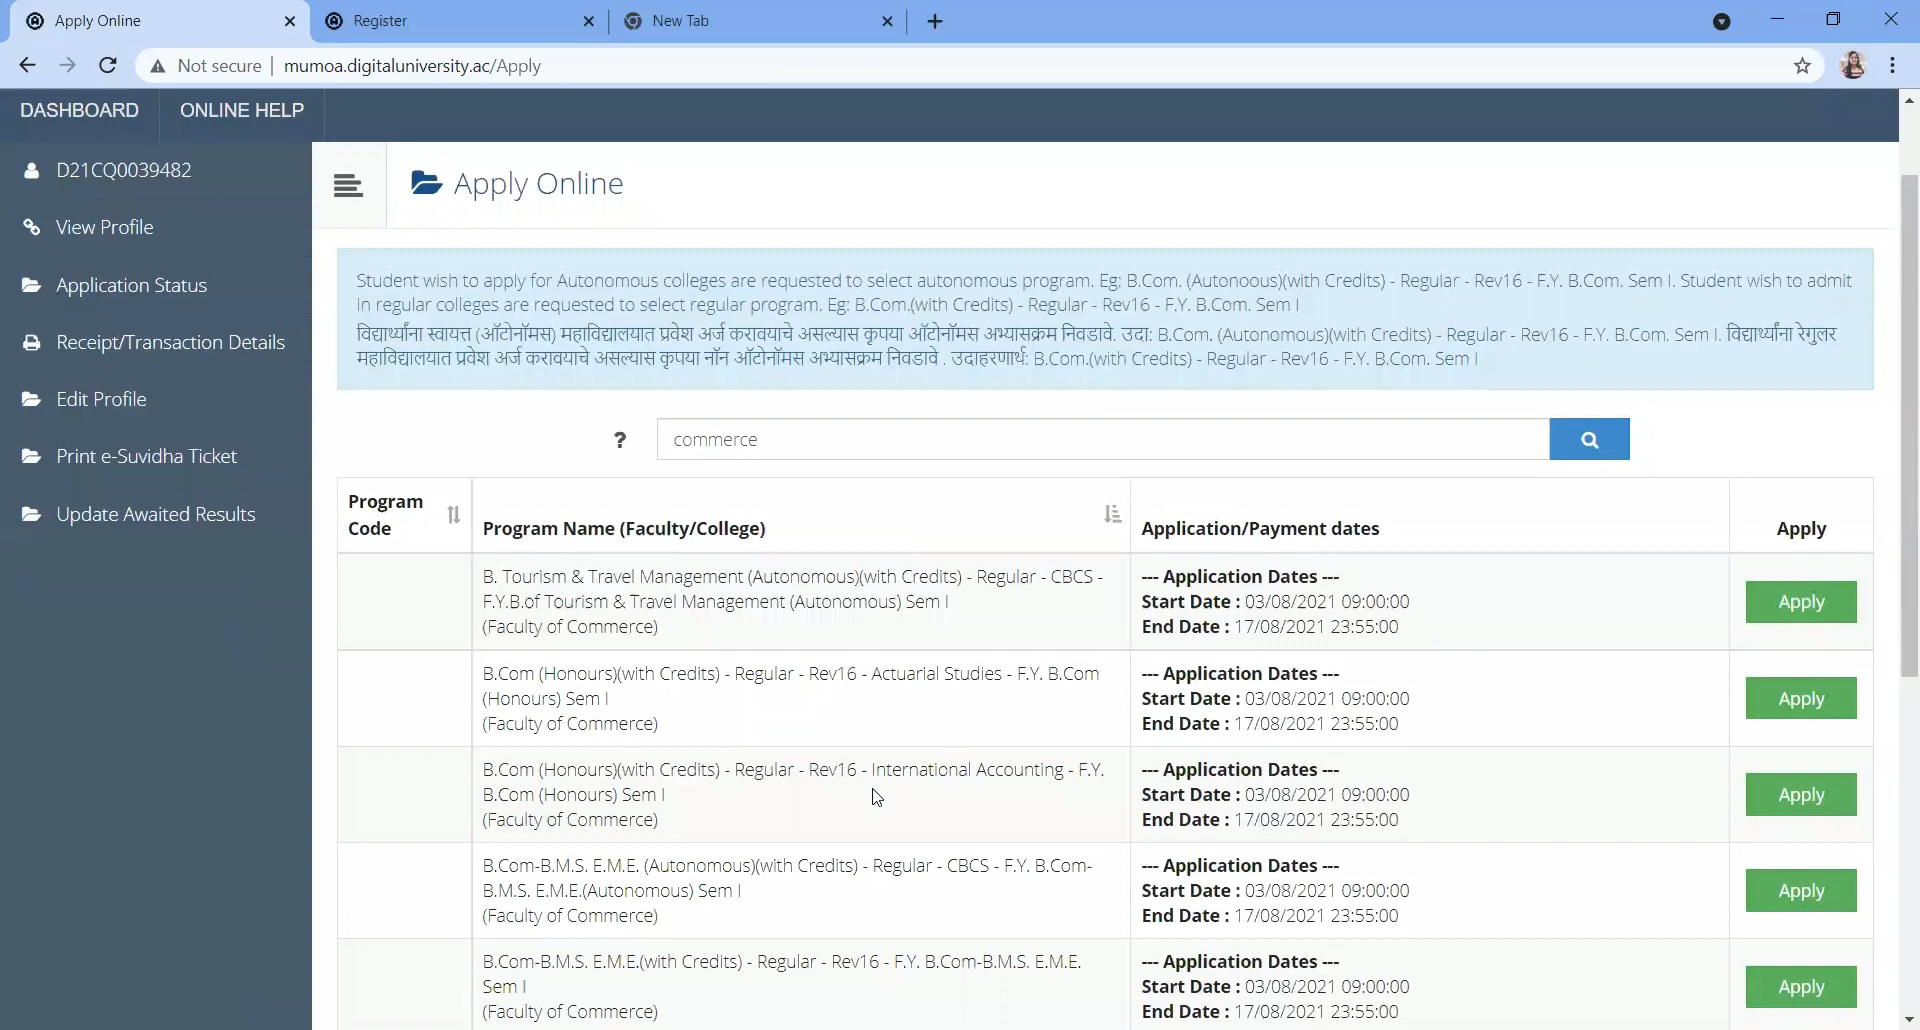 Apply Online
Register
New Tab
Not secure
mumoa.digitaluniversity.ac/Apply
DASHBOARD
ONLINE HELP
D21CQ0039482
View Profile
Application Status
Receipt/Transaction Details
Edit Profile
Print e-Suvidha Ticket
Update Awaited Results
Apply Online
Student wish to apply for Autonomous colleges are requested to select autonomous program. Eg: B.Com. (Autonoous)(with Credits) - Regular - Rev16 - F.Y. B.Com. Sem I. Student wish to admit
in regular colleges are requested to select regular program. Eg: B.Com.(with Credits) - Regular - Rev16 - F.Y. B.Com. Sem I
विद्यार्थ्यांना स्वायत्त (ऑटोनॉमस) महाविद्यालयात प्रवेश अर्ज करावयाचे असल्यास कृपया ऑटोनॉमस अभ्यासक्रम निवडावे. उदा: B.Com. (Autonomous)(with Credits) - Regular - Rev16 - F.Y. B.Com. Sem I. विद्यार्थ्यांना रेगुलर
महाविद्यालयात प्रवेश अर्ज करावयाचे असल्यास कृपया नॉन ऑटोनॉमस अभ्यासक्रम निवडावे . उदाहरणार्थ: B.Com.(with Credits) - Regular - Rev16 - F.Y. B.Com. Sem I
?
commerce
Program
Code
Program Name (Faculty/College)
Application/Payment dates
Apply
B. Tourism & Travel Management (Autonomous)(with Credits) - Regular - CBCS -
F.Y.B.of Tourism & Travel Management (Autonomous) Sem I
(Faculty of Commerce)
--- Application Dates ---
Start Date : 03/08/2021 09:00:00
End Date : 17/08/2021 23:55:00
Apply
B.Com (Honours)(with Credits) - Regular - Rev16 - Actuarial Studies - F.Y. B.Com
(Honours) Sem I
(Faculty of Commerce)
--- Application Dates ---
Start Date : 03/08/2021 09:00:00
End Date : 17/08/2021 23:55:00
Apply
B.Com (Honours)(with Credits) - Regular - Rev16 - International Accounting - F.Y.
B.Com (Honours) Sem I
(Faculty of Commerce)
--- Application Dates ---
Start Date : 03/08/2021 09:00:00
End Date : 17/08/2021 23:55:00
Apply
B.Com-B.M.S. E.M.E. (Autonomous)(with Credits) - Regular - CBCS - F.Y. B.Com-
B.M.S. E.M.E.(Autonomous) Sem I
(Faculty of Commerce)
--- Application Dates ---
Start Date : 03/08/2021 09:00:00
End Date : 17/08/2021 23:55:00
Apply
B.Com-B.M.S. E.M.E.(with Credits) - Regular - Rev16 - F.Y. B.Com-B.M.S. E.M.E.
Sem I
(Faculty of Commerce)
--- Application Dates ---
Start Date : 03/08/2021 09:00:00
End Date : 17/08/2021 23:55:00
Apply